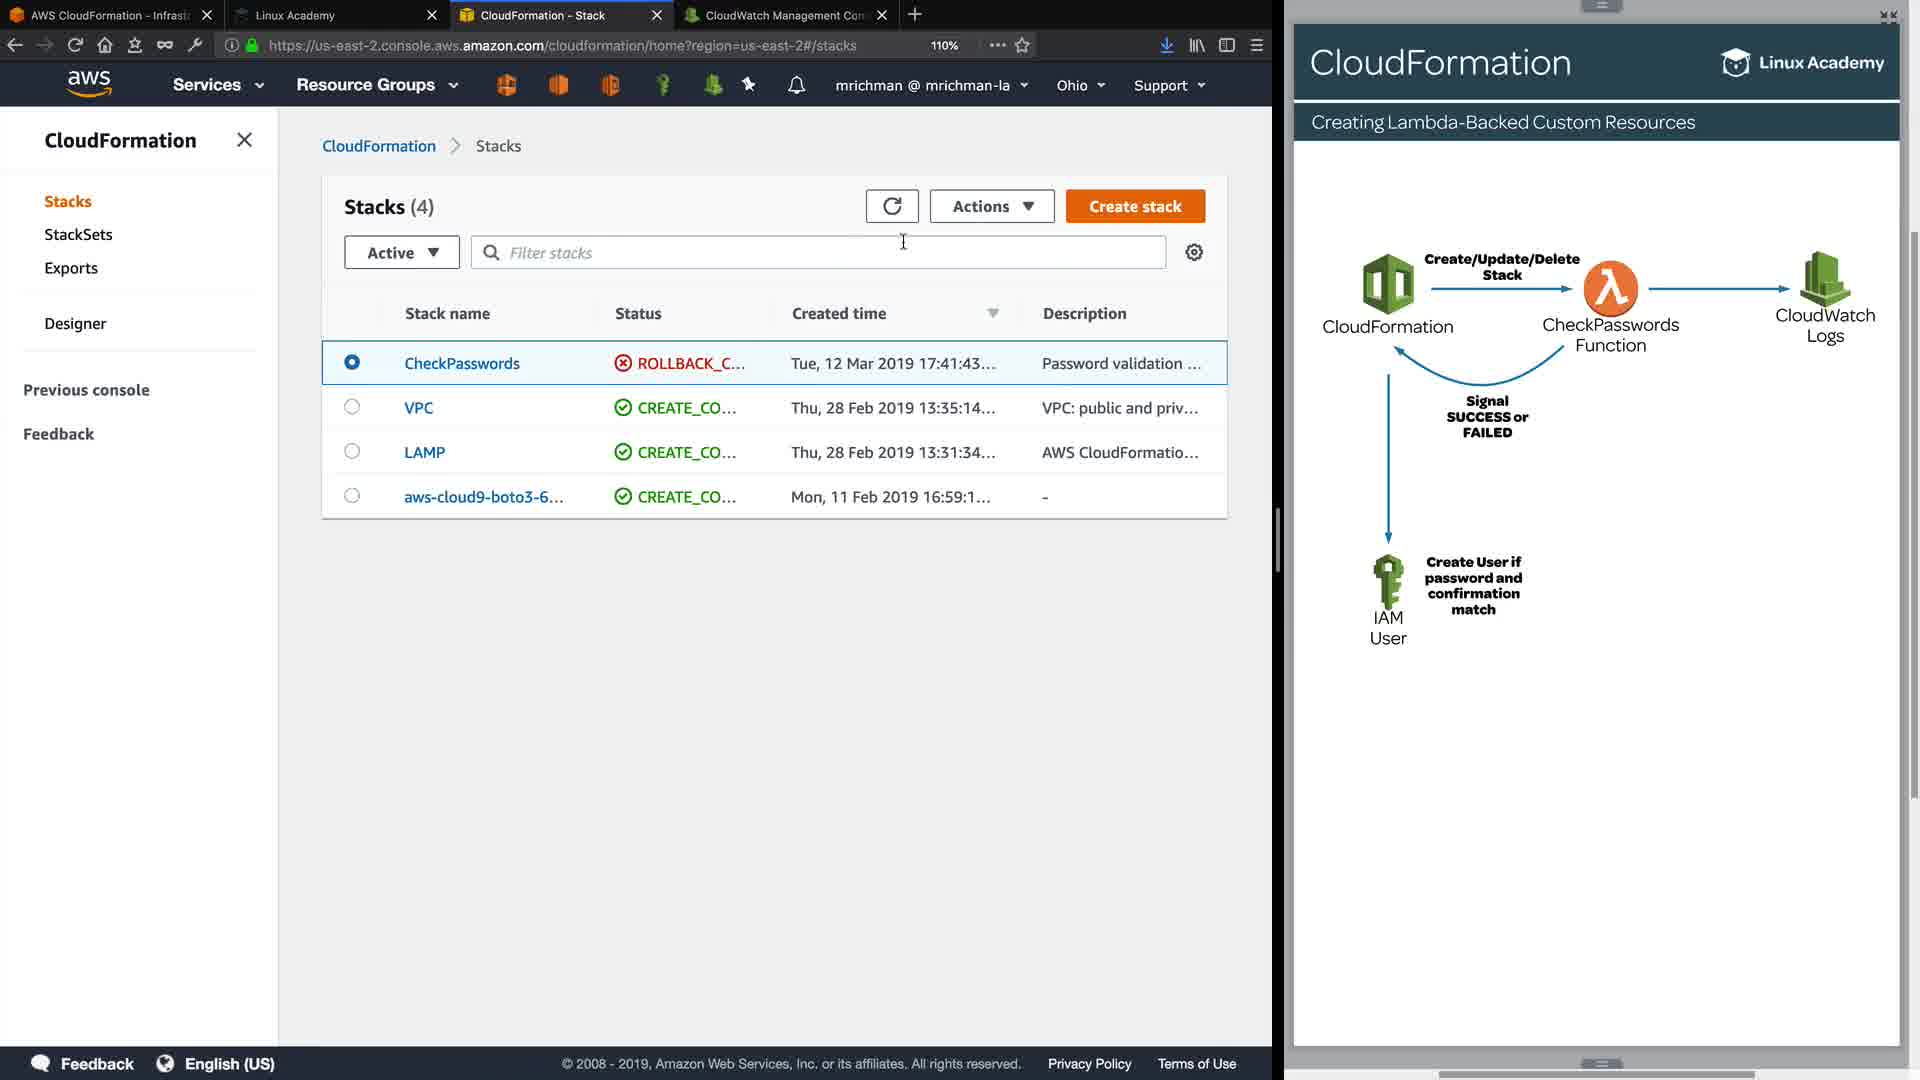 AWS CloudFormation - Infrast
Linux Academy
CloudFormation - Stack
CloudWatch Management Con
https://us-east-2.console.aws.amazon.com/cloudformation/home?region=us-east-2#/stacks
110%
aws
Services
Resource Groups
mrichman @ mrichman-la
Ohio
Support
CloudFormation
Stacks
StackSets
Exports
Designer
Previous console
Feedback
CloudFormation
Stacks
Stacks (4)
Actions
Create stack
Active
Filter stacks
Stack name
Status
Created time
Description
CheckPasswords
ROLLBACK_C...
Tue, 12 Mar 2019 17:41:43...
Password validation ...
VPC
CREATE_CO...
Thu, 28 Feb 2019 13:35:14...
VPC: public and priv...
LAMP
CREATE_CO...
Thu, 28 Feb 2019 13:31:34...
AWS CloudFormatio...
aws-cloud9-boto3-6...
CREATE_CO...
Mon, 11 Feb 2019 16:59:1...
-
Feedback
English (US)
© 2008 - 2019, Amazon Web Services, Inc. or its affiliates. All rights reserved.
Privacy Policy
Terms of Use
CloudFormation
Linux Academy
Creating Lambda-Backed Custom Resources
Create/Update/Delete
Stack
CloudFormation
CheckPasswords
Function
CloudWatch
Logs
Signal
SUCCESS or
FAILED
Create User if
password and
confirmation
match
IAM
User